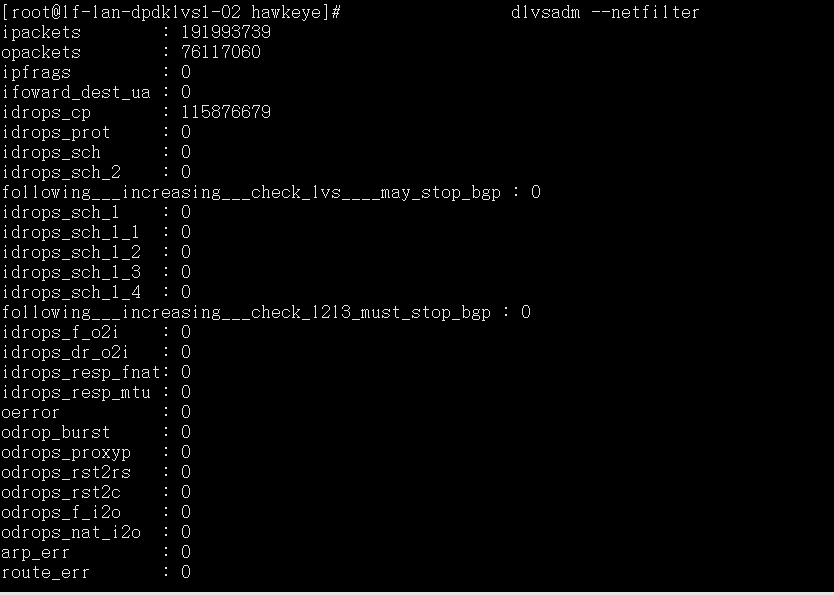 [root@lf-lan-dpdklvs1-02 hawkeye]#                 dlvsadm --netfilter
ipackets        : 191993739
opackets        : 76117060
ipfrags         : 0
ifoward_dest_ua : 0
idrops_cp       : 115876679
idrops_prot     : 0
idrops_sch      : 0
idrops_sch_2    : 0
following___increasing___check_lvs____may_stop_bgp : 0
idrops_sch_1    : 0
idrops_sch_1_1  : 0
idrops_sch_1_2  : 0
idrops_sch_1_3  : 0
idrops_sch_1_4  : 0
following___increasing___check_l2l3_must_stop_bgp : 0
idrops_f_o2i    : 0
idrops_dr_o2i   : 0
idrops_resp_fnat: 0
idrops_resp_mtu : 0
oerror          : 0
odrop_burst     : 0
odrops_proxyp   : 0
odrops_rst2rs   : 0
odrops_rst2c    : 0
odrops_f_i2o    : 0
odrops_nat_i2o  : 0
arp_err         : 0
route_err       : 0